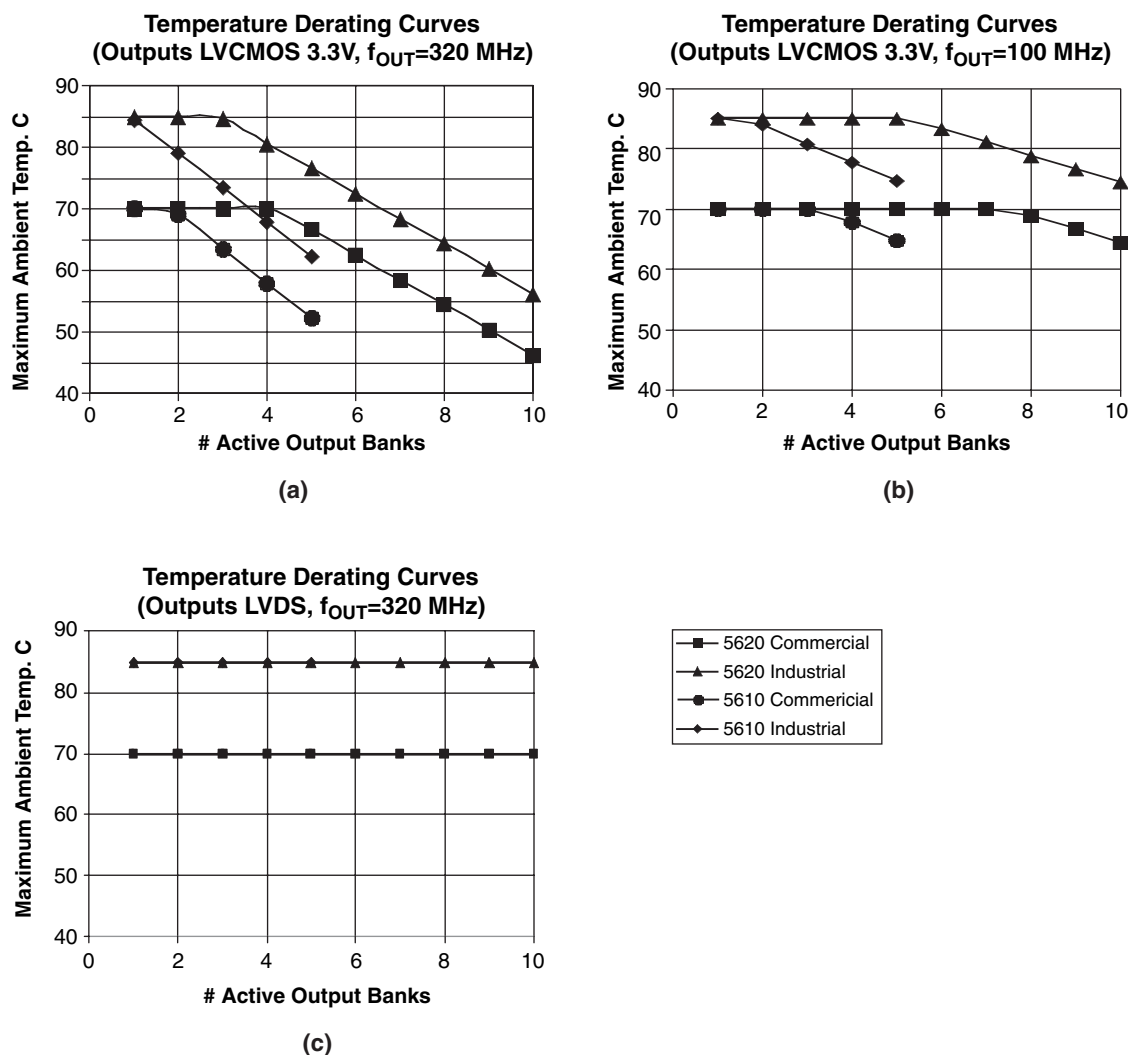 Temperature Derating Curves
(Outputs LVCMOS 3.3V, fOUT=320 MHz)
Maximum Ambient Temp. C
90
80
70
60
50
40
0 2 4 6 8 10
# Active Output Banks
(a)
Temperature Derating Curves
(Outputs LVCMOS 3.3V, fOUT=100 MHz)
Maximum Ambient Temp. C
90
80
70
60
50
40
0 2 4 6 8 10
# Active Output Banks
(b)
Temperature Derating Curves
(Outputs LVDS, fOUT=320 MHz)
Maximum Ambient Temp. C
90
80
70
60
50
40
0 2 4 6 8 10
# Active Output Banks
(c)
5620 Commercial
5620 Industrial
5610 Commericial
5610 Industrial